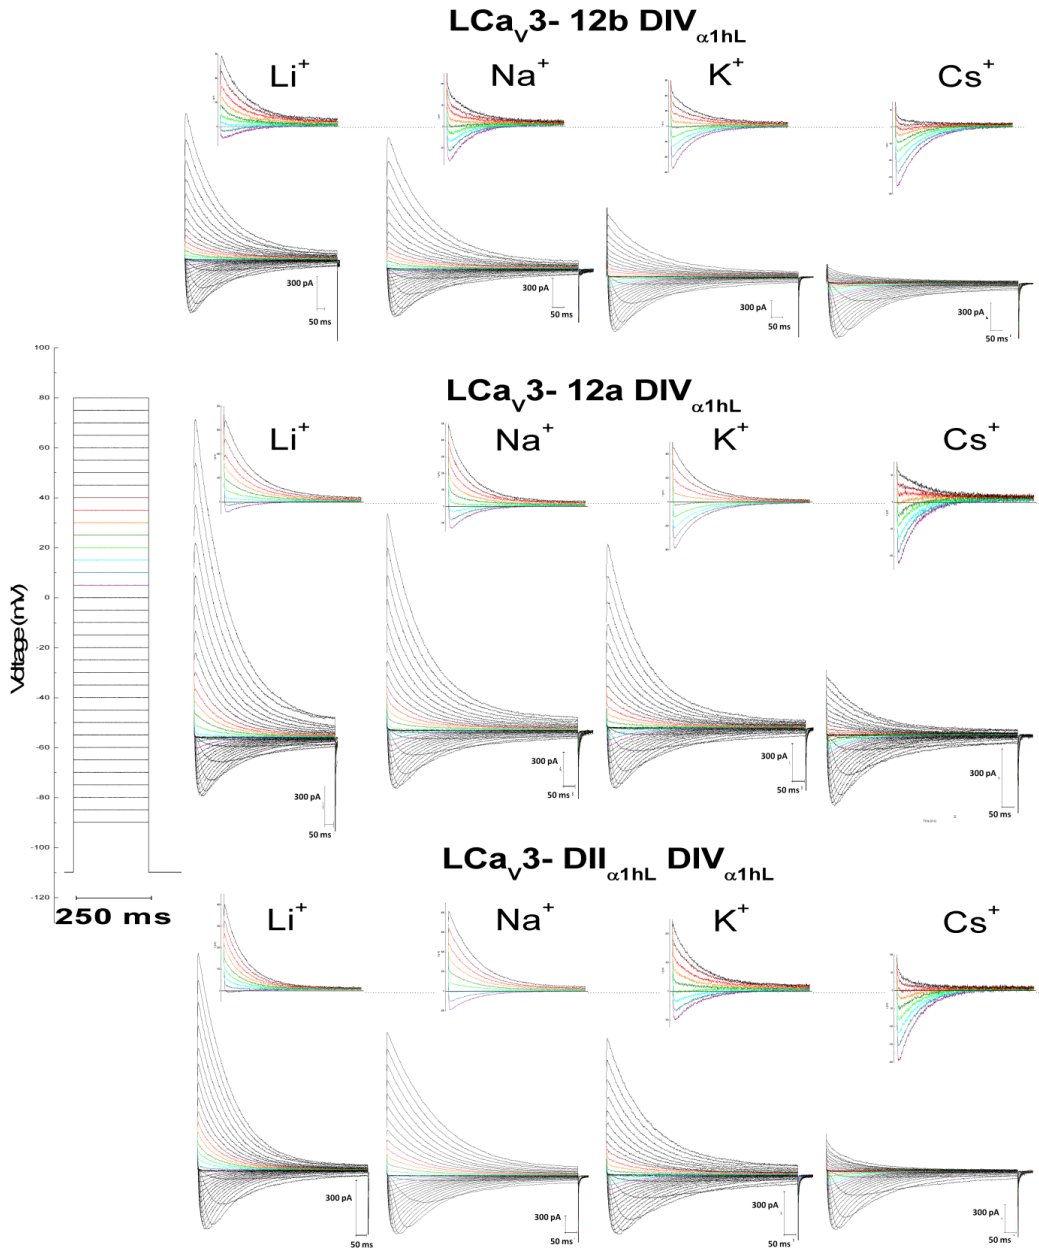 LCaV3- 12b DIVα1hL
Li+ Na+ K+ Cs+
300 pA
50 ms
300 pA
50 ms
300 pA
50 ms
300 pA
50 ms
100
80
60
40
20
0
-20
-40
-60
-80
-100
-120
Voltage (mV)
250 ms
LCaV3- 12a DIVα1hL
Li+ Na+ K+ Cs+
300 pA
50 ms
300 pA
50 ms
300 pA
50 ms
300 pA
50 ms
LCaV3- DIIα1hL DIVα1hL
Li+ Na+ K+ Cs+
300 pA
50 ms
300 pA
50 ms
300 pA
50 ms
300 pA
50 ms